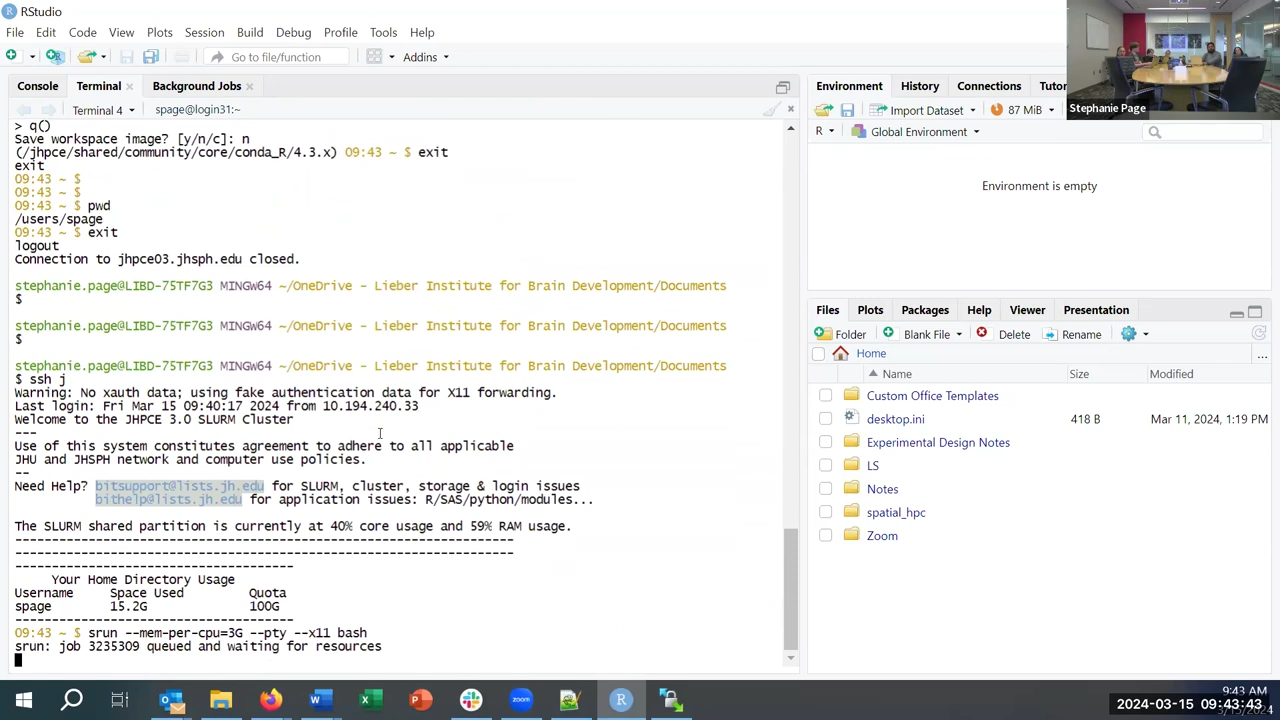 RStudio
File Edit Code View Plots Session Build Debug Profile Tools Help
Go to file/function Addins
Stephanie Page
Console Terminal Background Jobs
Terminal 4 spage@login31:~
> q()
Save workspace image? [y/n/c]: n
(/jhpce/shared/community/core/conda_R/4.3.x) 09:43 ~ $ exit
exit
09:43 ~ $
09:43 ~ $
09:43 ~ $ pwd
/users/spage
09:43 ~ $ exit
logout
Connection to jhpce03.jhsph.edu closed.
stephanie.page@LIBD-75TF7G3 MINGW64 ~/OneDrive - Lieber Institute for Brain Development/Documents
$
stephanie.page@LIBD-75TF7G3 MINGW64 ~/OneDrive - Lieber Institute for Brain Development/Documents
$
stephanie.page@LIBD-75TF7G3 MINGW64 ~/OneDrive - Lieber Institute for Brain Development/Documents
$ ssh j
Warning: No xauth data; using fake authentication data for X11 forwarding.
Last login: Fri Mar 15 09:40:17 2024 from 10.194.240.33
Welcome to the JHPCE 3.0 SLURM Cluster
---
Use of this system constitutes agreement to adhere to all applicable
JHU and JHSPH network and computer use policies.
--
Need Help? bitsupport@lists.jh.edu for SLURM, cluster, storage & login issues
bithelp@lists.jh.edu for application issues: R/SAS/python/modules...
The SLURM shared partition is currently at 40% core usage and 59% RAM usage.
---------------------------------------------------------------
---------------------------------------------------------------
----------------------------------
Your Home Directory Usage
Username Space Used Quota
spage 15.2G 100G
----------------------------------
09:43 ~ $ srun --mem-per-cpu=3G --pty --x11 bash
srun: job 3235309 queued and waiting for resources
Environment History Connections Tutor
Import Dataset 87 MiB
R Global Environment
Environment is empty
Files Plots Packages Help Viewer Presentation
Folder Blank File Delete Rename ...
Home ...
Name Size Modified
Custom Office Templates
desktop.ini 418 B Mar 11, 2024, 1:19 PM
Experimental Design Notes
LS
Notes
spatial_hpc
Zoom
zoom
9:43 AM
2024-03-15 09:43:43